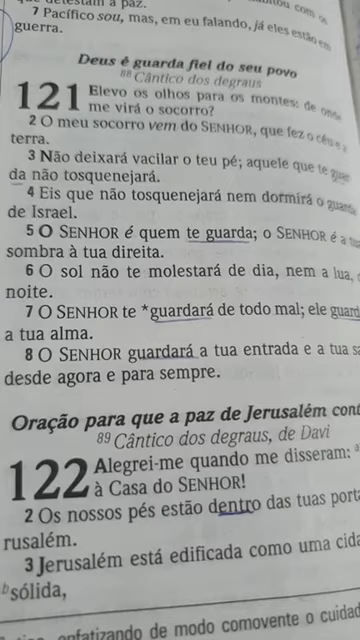 7 Pacífico sou, mas, em eu falando, já eles estão em
guerra.
Deus é guarda fiel do seu povo
88 Cântico dos degraus
121 Elevo os olhos para os montes: de onde
me virá o socorro?
2 O meu socorro vem do SENHOR, que fez o céu e a
terra.
3 Não deixará vacilar o teu pé; aquele que te
da não tosquenejará.
4 Eis que não tosquenejará nem dormirá o guarda
de Israel.
5 O SENHOR é quem te guarda; o SENHOR é a tua
sombra à tua direita.
6 O sol não te molestará de dia, nem a lua,
noite.
7 O SENHOR te *guardará de todo mal; ele guard
a tua alma.
8 O SENHOR guardará a tua entrada e a tua sa
desde agora e para sempre.
Oração para que a paz de Jerusalém cont
89 Cântico dos degraus, de Davi
122 Alegrei-me quando me disseram: a
à Casa do SENHOR!
2 Os nossos pés estão dentro das tuas port
rusalém.
3 Jerusalém está edificada como uma cida
b sólida,
enfatizando de modo comovente o cuidad